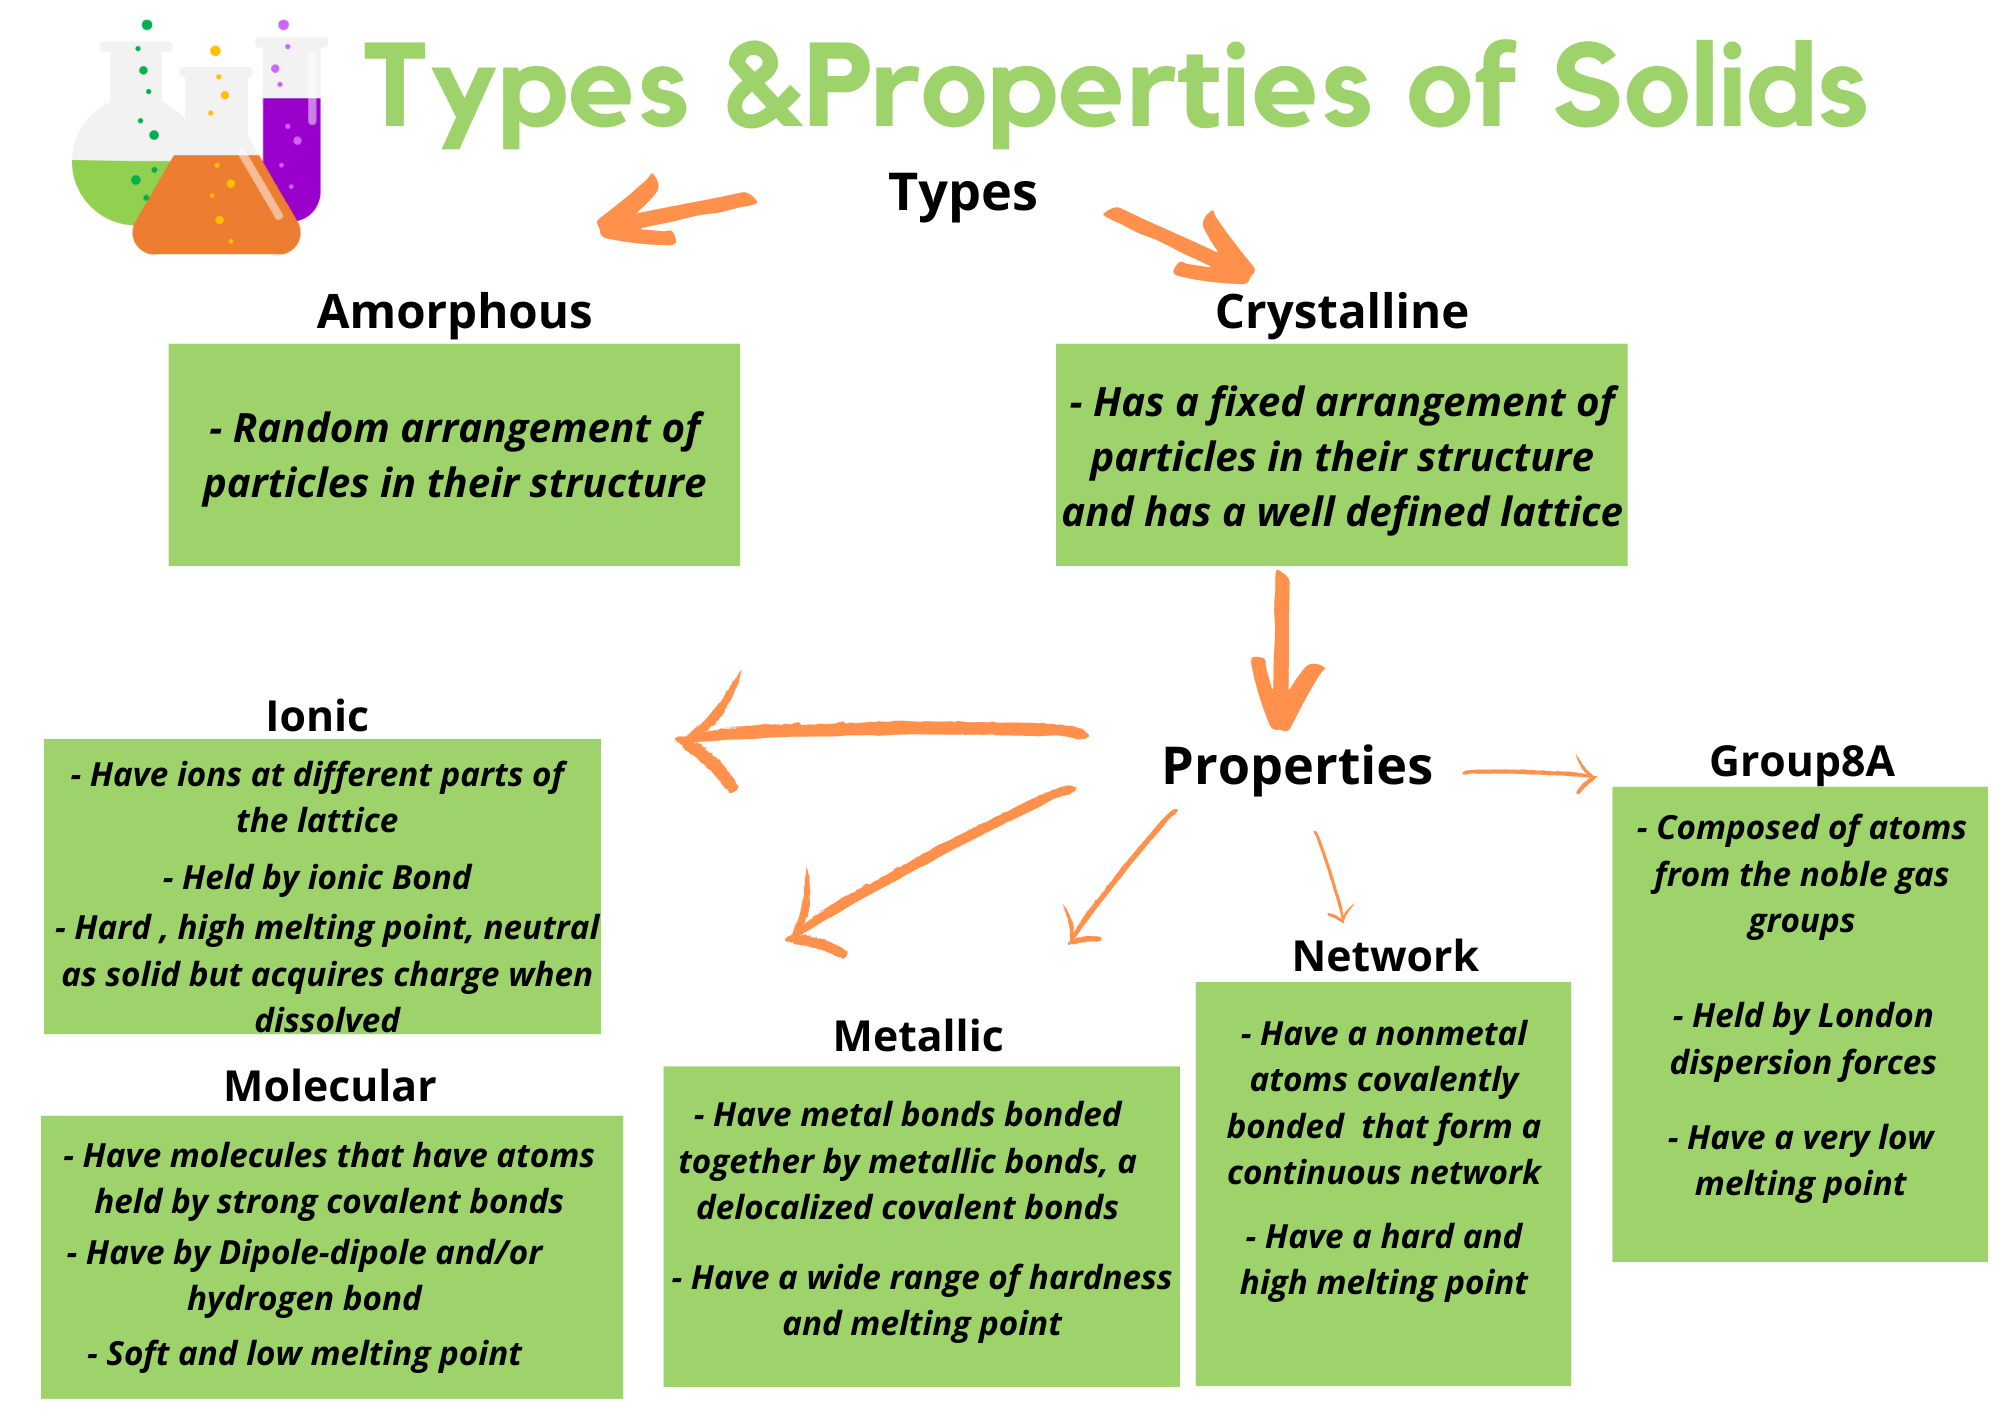 Types &Properties of Solids
Types
Amorphous
- Random arrangement of
particles in their structure
Crystalline
- Has a fixed arrangement of
particles in their structure
and has a well defined lattice
Properties
Ionic
- Have ions at different parts of
the lattice
- Held by ionic Bond
- Hard , high melting point, neutral
as solid but acquires charge when
dissolved
Molecular
- Have molecules that have atoms
held by strong covalent bonds
- Have by Dipole-dipole and/or
hydrogen bond
- Soft and low melting point
Metallic
- Have metal bonds bonded
together by metallic bonds, a
delocalized covalent bonds
- Have a wide range of hardness
and melting point
Network
- Have a nonmetal
atoms covalently
bonded  that form a
continuous network
- Have a hard and
high melting point
Group8A
- Composed of atoms
from the noble gas
groups
- Held by London
dispersion forces
- Have a very low
melting point